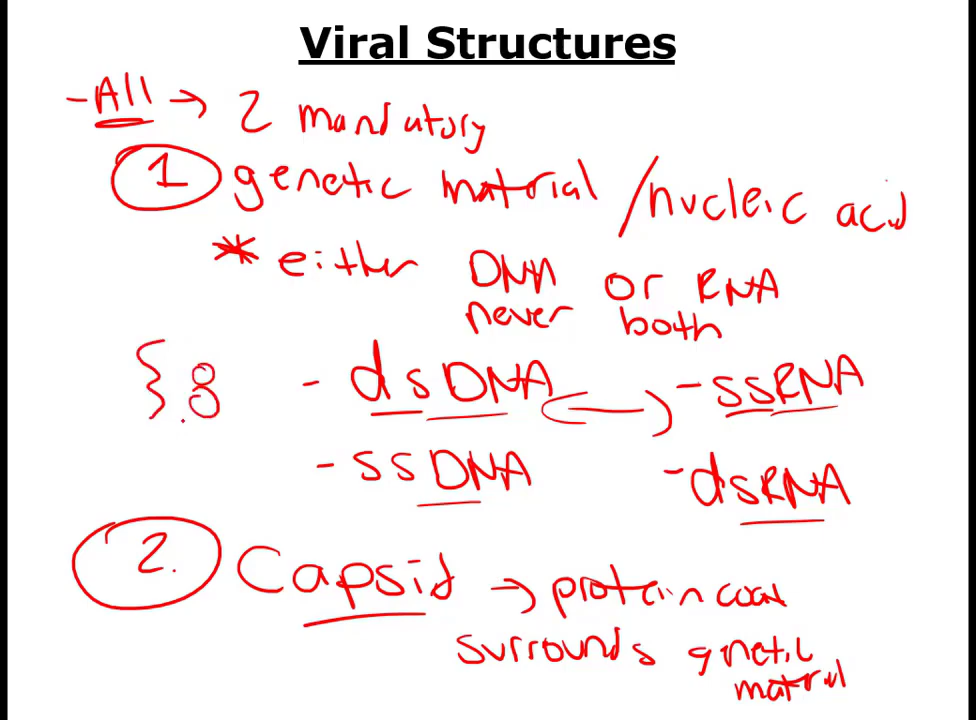 Viral Structures
- All → 2 mandatory
1 genetic material / nucleic acid
* either DNA or RNA
never both
- dsDNA - ssRNA
- ssDNA - dsRNA
2. Capsid → protein coat
surrounds genetic
material